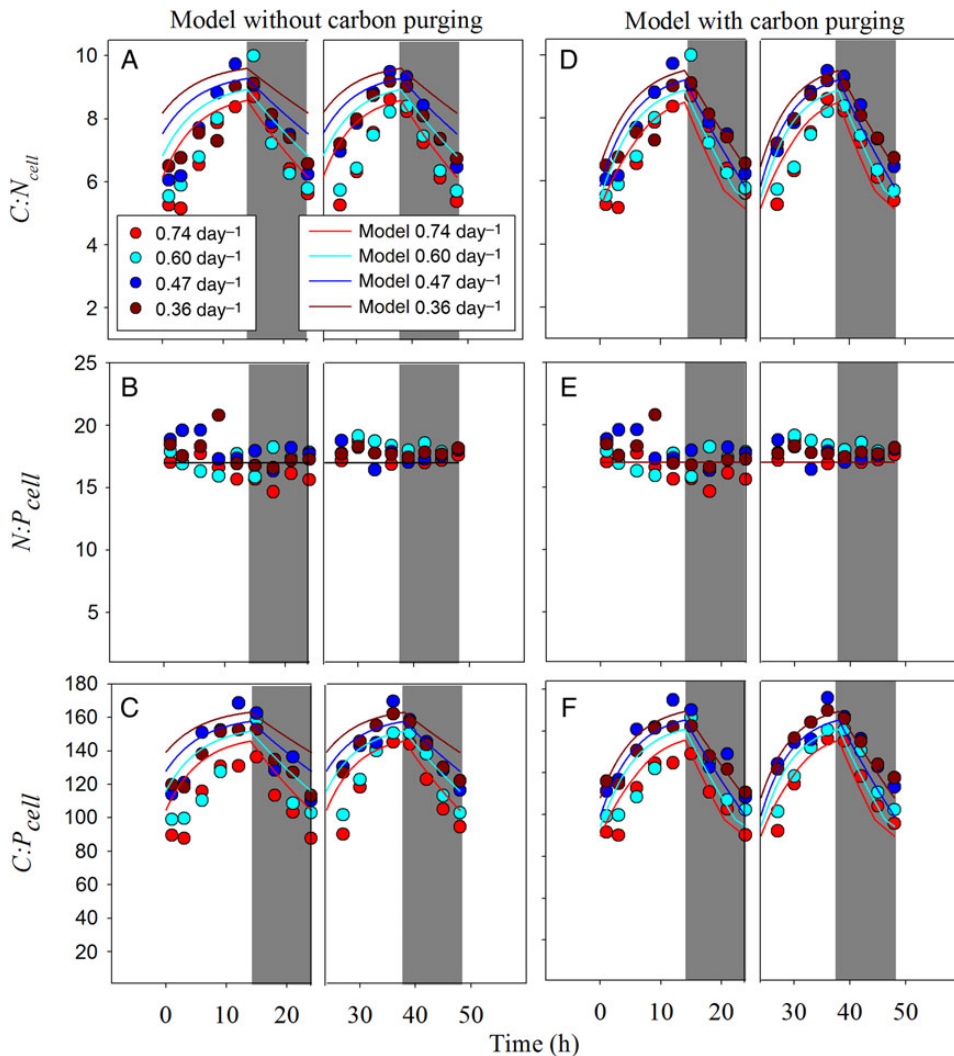 Model without carbon purging
Model with carbon purging
A
D
10
8
6
4
2
C:N_cell
0.74 day⁻¹
0.60 day⁻¹
0.47 day⁻¹
0.36 day⁻¹
Model 0.74 day⁻¹
Model 0.60 day⁻¹
Model 0.47 day⁻¹
Model 0.36 day⁻¹
B
E
25
20
15
10
5
N:P_cell
C
F
180
160
140
120
100
80
60
40
20
C:P_cell
0 10 20 30 40 50 0 10 20 30 40 50
Time (h)